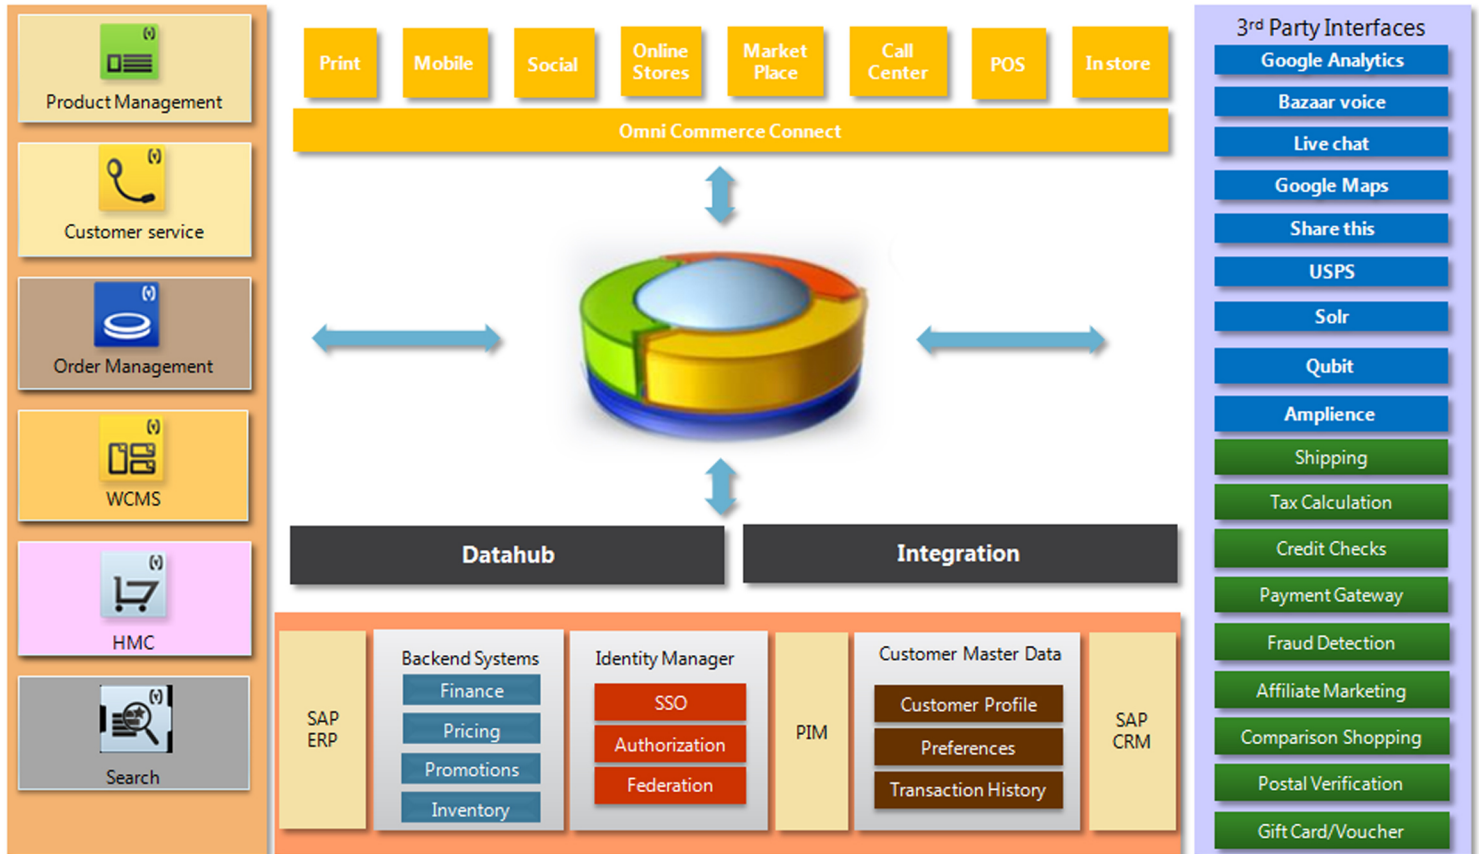 Product Management
Customer service
Order Management
WCMS
HMC
Search
Print
Mobile
Social
Online
Stores
Market
Place
Call
Center
POS
In store
Omni Commerce Connect
Datahub
Integration
SAP
ERP
Backend Systems
Finance
Pricing
Promotions
Inventory
Identity Manager
SSO
Authorization
Federation
PIM
Customer Master Data
Customer Profile
Preferences
Transaction History
SAP
CRM
3rd Party Interfaces
Google Analytics
Bazaar voice
Live chat
Google Maps
Share this
USPS
Solr
Qubit
Amplience
Shipping
Tax Calculation
Credit Checks
Payment Gateway
Fraud Detection
Affiliate Marketing
Comparison Shopping
Postal Verification
Gift Card/Voucher